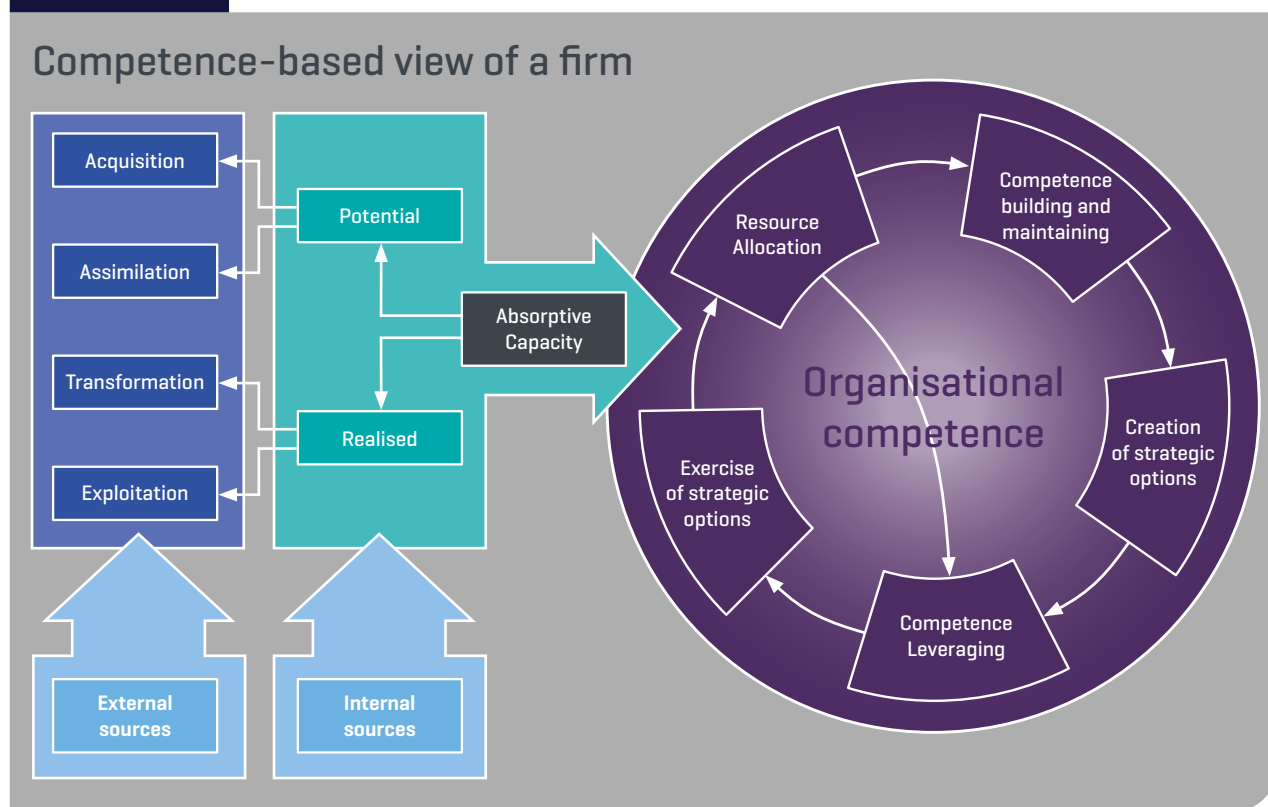 Competence-based view of a firm
Acquisition
Assimilation
Transformation
Exploitation
External
sources
Potential
Realised
Internal
sources
Absorptive
Capacity
Organisational
competence
Resource
Allocation
Competence
building and
maintaining
Creation
of strategic
options
Competence
Leveraging
Exercise
of strategic
options